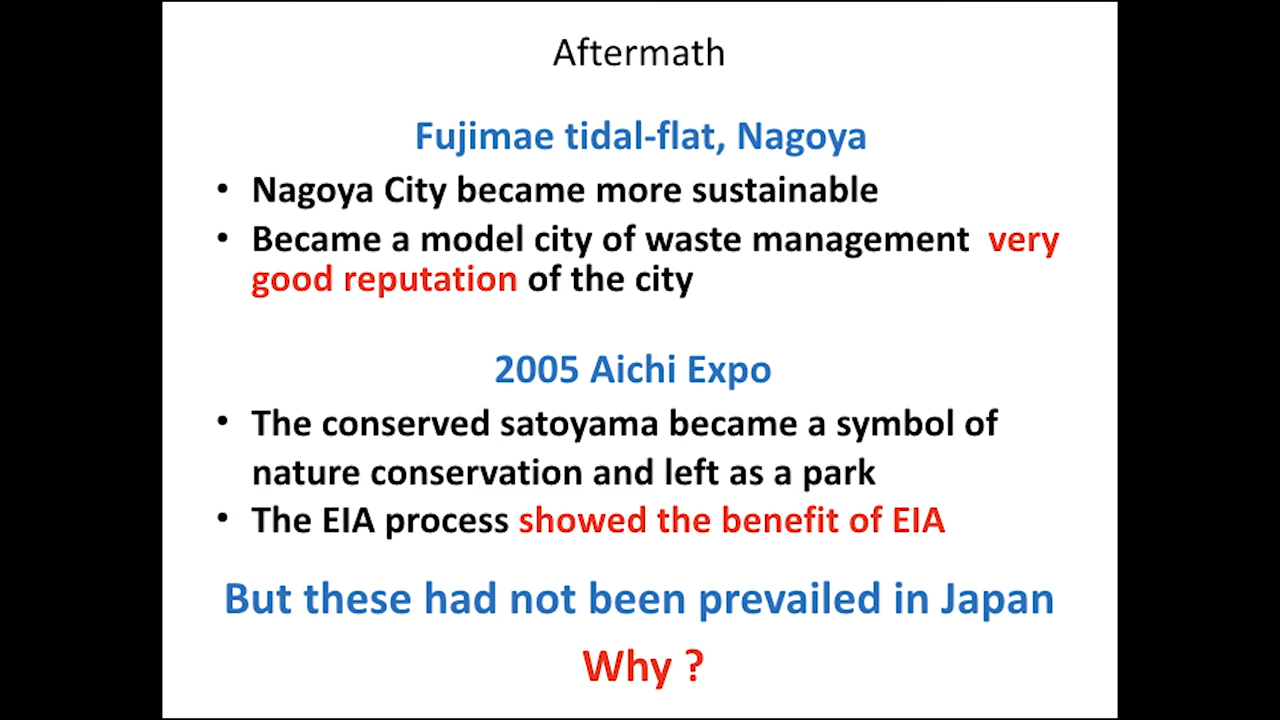 Aftermath
Fujimae tidal-flat, Nagoya
• Nagoya City became more sustainable
• Became a model city of waste management very
good reputation of the city
2005 Aichi Expo
• The conserved satoyama became a symbol of
nature conservation and left as a park
• The EIA process showed the benefit of EIA
But these had not been prevailed in Japan
Why ?